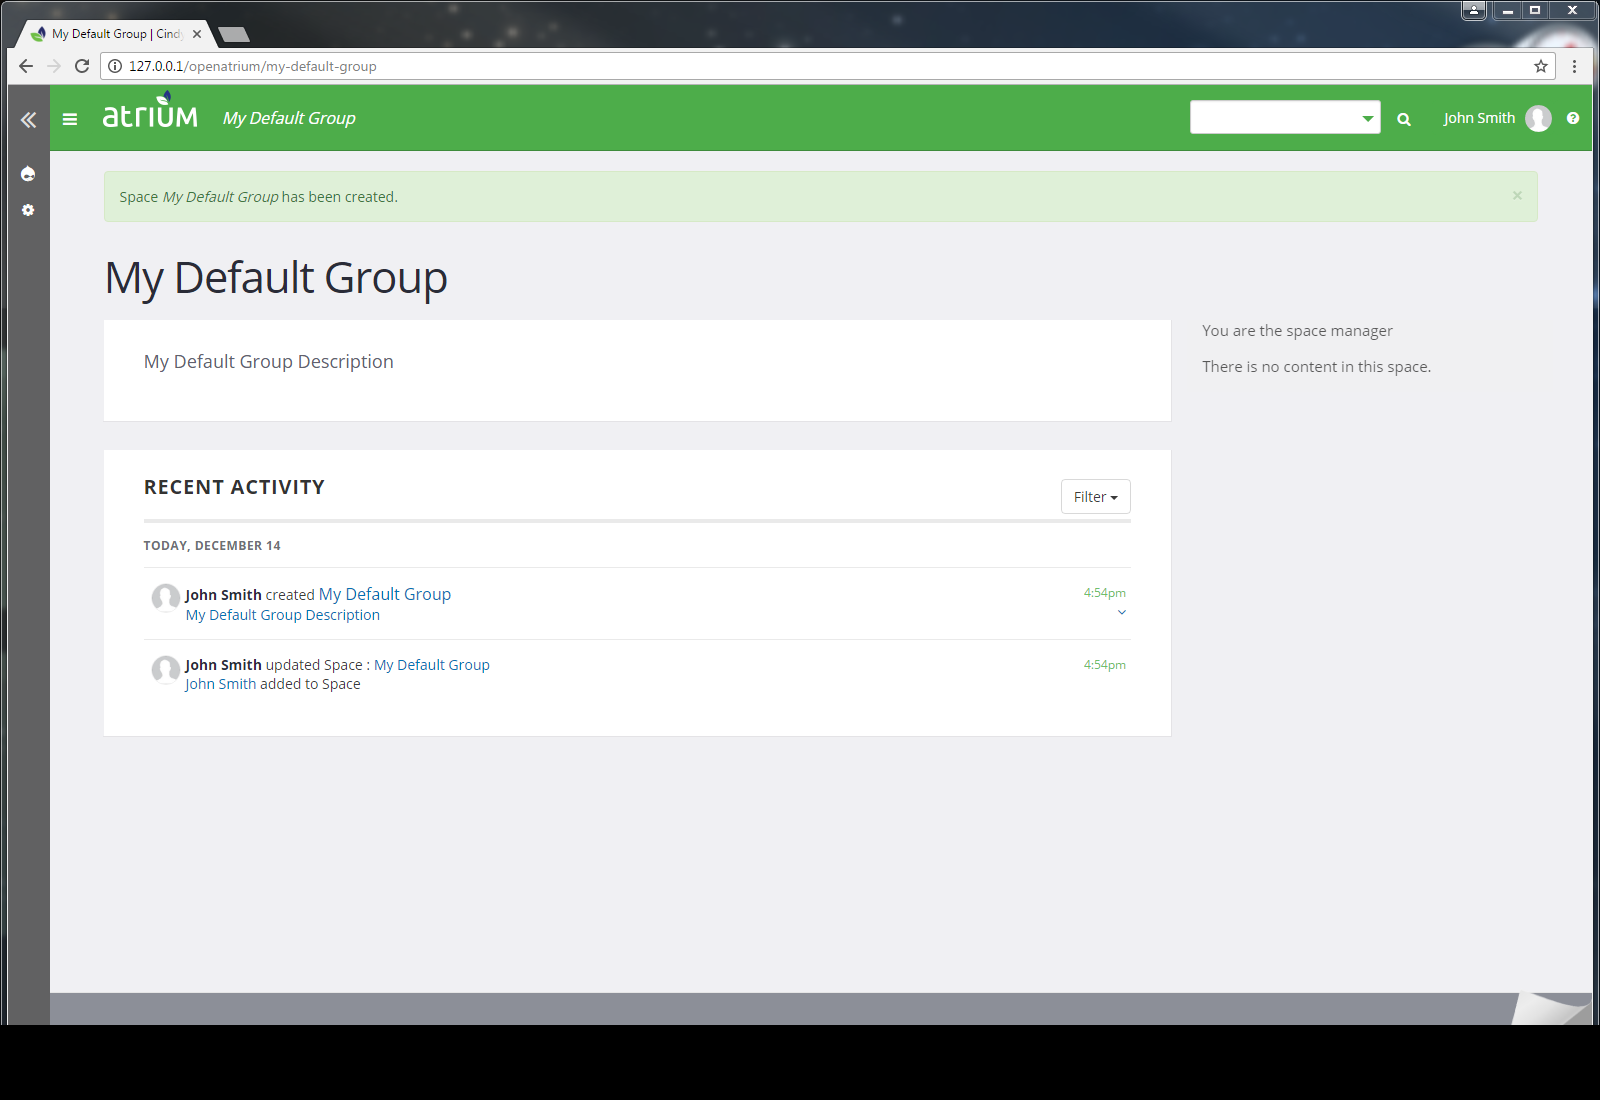 My Default Group | Cindy
127.0.0.1/openatrium/my-default-group
atrium
My Default Group
John Smith
Space My Default Group has been created.
My Default Group
My Default Group Description
You are the space manager
There is no content in this space.
RECENT ACTIVITY
Filter
TODAY, DECEMBER 14
John Smith created My Default Group
4:54pm
My Default Group Description
John Smith updated Space : My Default Group
4:54pm
John Smith added to Space